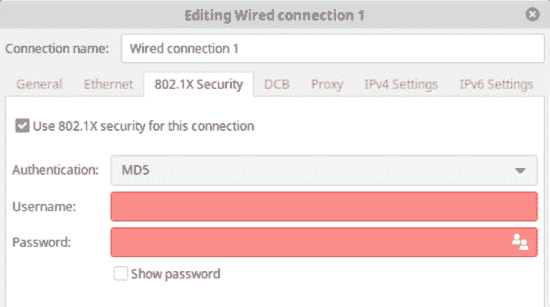 Editing Wired connection 1
Connection name: Wired connection 1
General Ethernet 802.1X Security DCB Proxy IPv4 Settings IPv6 Settings
Use 802.1X security for this connection
Authentication: MD5
Username:
Password:
Show password